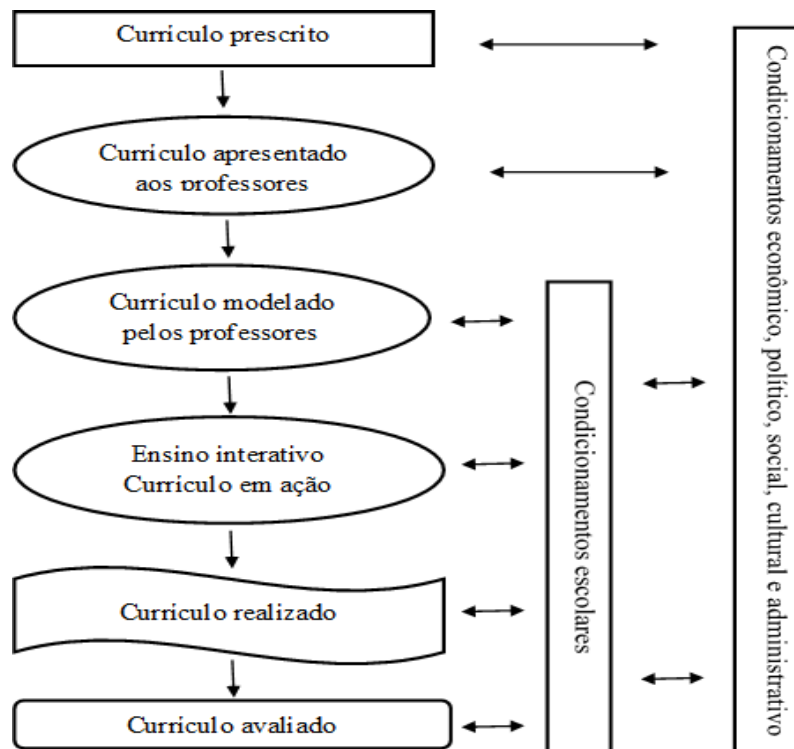 Currículo prescrito
Currículo apresentado
aos professores
Currículo modelado
pelos professores
Ensino interativo
Currículo em ação
Currículo realizado
Currículo avaliado
Condicionamentos escolares
Condicionamentos econômico, político, social, cultural e administrativo